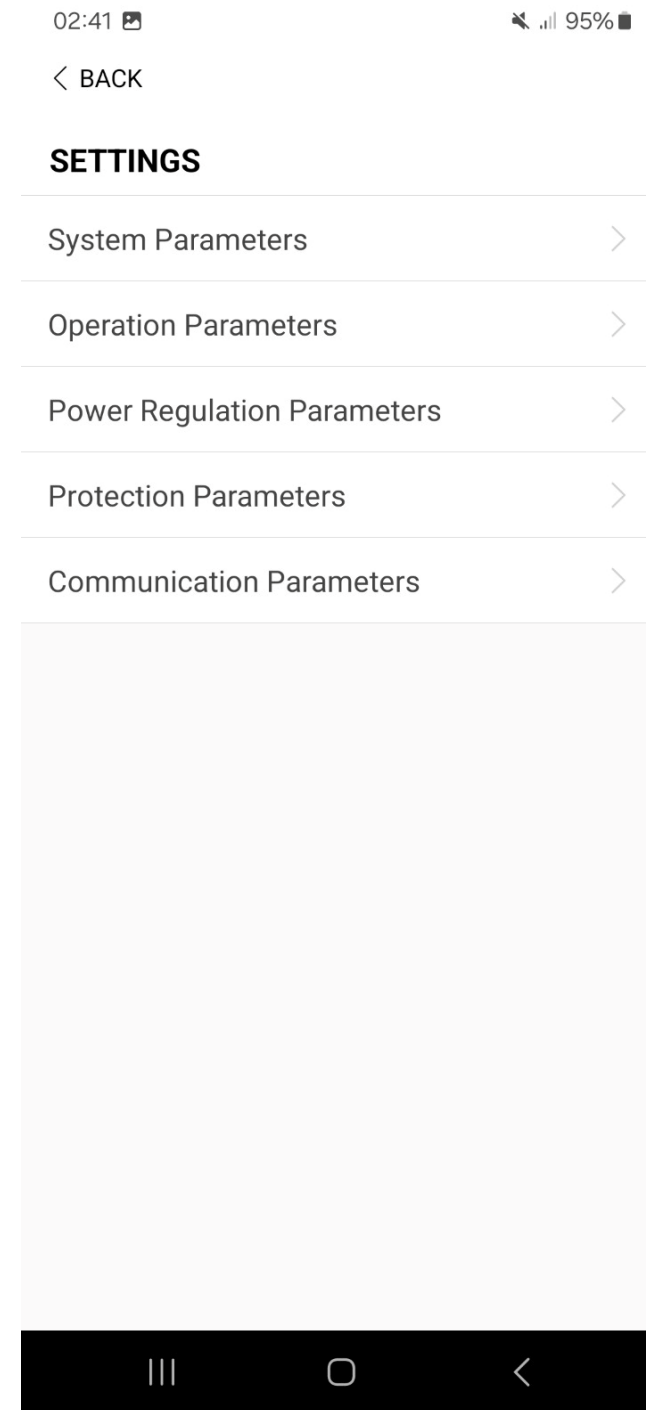 02:41 95%
BACK
SETTINGS
System Parameters
Operation Parameters
Power Regulation Parameters
Protection Parameters
Communication Parameters